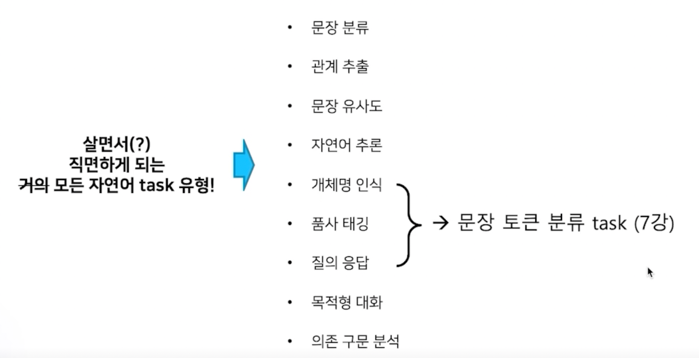 살면서(?)
직면하게 되는
거의 모든 자연어 task 유형!
• 문장 분류
• 관계 추출
• 문장 유사도
• 자연어 추론
• 개체명 인식
• 품사 태깅
• 질의 응답
• 목적형 대화
• 의존 구문 분석
→ 문장 토큰 분류 task (7강)